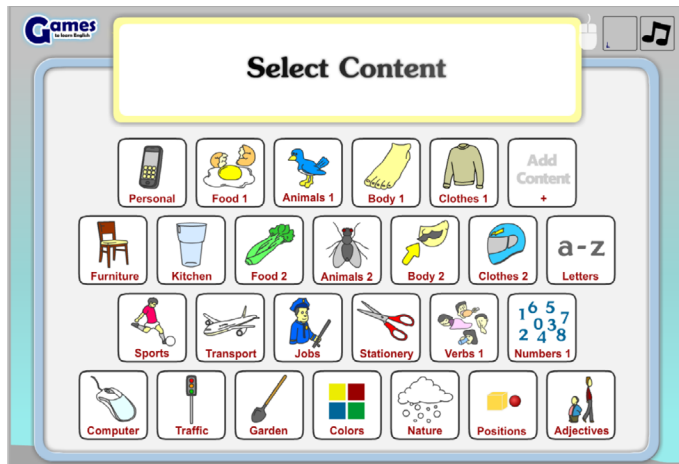 Games
to learn English
Select Content
Personal
Food 1
Animals 1
Body 1
Clothes 1
Add
Content
+
Furniture
Kitchen
Food 2
Animals 2
Body 2
Clothes 2
a-z
Letters
Sports
Transport
Jobs
Stationery
Verbs 1
1 6 5 7
0 3
2 4 8
Numbers 1
Computer
Traffic
Garden
Colors
Nature
Positions
Adjectives